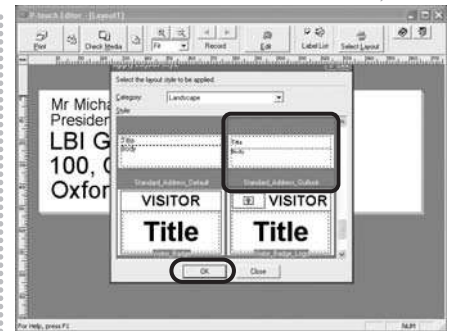 P-touch Editor - [Layout1]
Print Check Media Fit Record Edit Label List Select Layout
Select the layout style to be applied.
Category: Landscape
Style:
Mr Micha
Presiden
LBI G
100, (
Oxfor
Title
Body
Title
Body
Standard_Address_Default Standard_Address_Outlook
VISITOR
Title
VISITOR
Title
OK Close
For Help, press F1 NUM